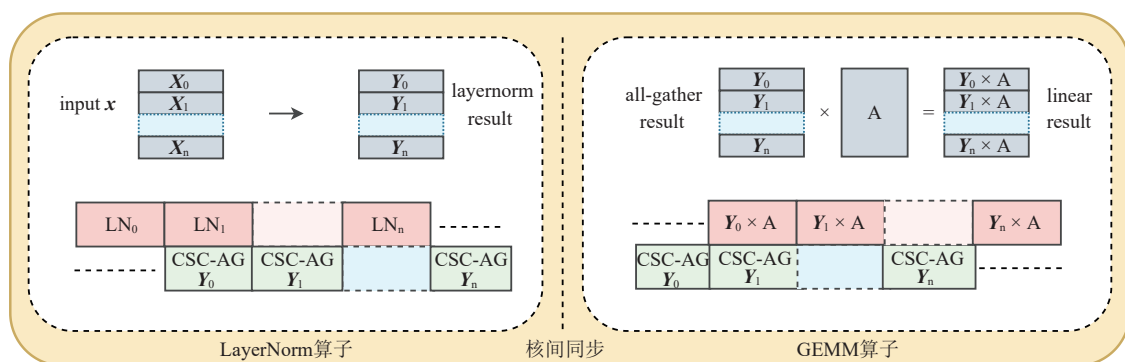 input x
X₀
X₁
Xₙ
Y₀
Y₁
Yₙ
layernorm
result
LN₀
LN₁
LNₙ
CSC-AG
Y₀
CSC-AG
Y₁
CSC-AG
Yₙ
all-gather
result
Y₀
Y₁
Yₙ
×
A
=
Y₀ × A
Y₁ × A
Yₙ × A
linear
result
Y₀ × A
Y₁ × A
Yₙ × A
CSC-AG
Y₀
CSC-AG
Y₁
CSC-AG
Yₙ
LayerNorm算子
核间同步
GEMM算子